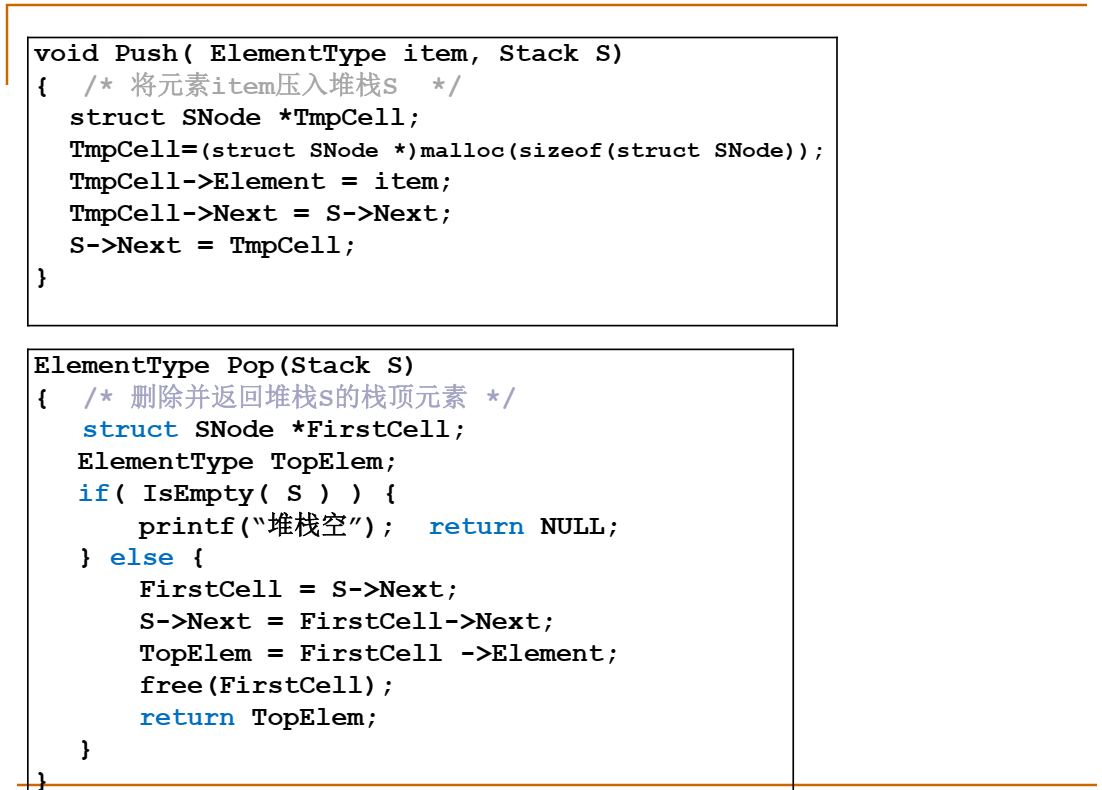 void Push( ElementType item, Stack S)
{ /* 将元素item压入堆栈S */
struct SNode *TmpCell;
TmpCell=(struct SNode *)malloc(sizeof(struct SNode));
TmpCell->Element = item;
TmpCell->Next = S->Next;
S->Next = TmpCell;
}
ElementType Pop(Stack S)
{ /* 删除并返回堆栈S的栈顶元素 */
struct SNode *FirstCell;
ElementType TopElem;
if( IsEmpty( S ) ) {
printf(“堆栈空”); return NULL;
} else {
FirstCell = S->Next;
S->Next = FirstCell->Next;
TopElem = FirstCell ->Element;
free(FirstCell);
return TopElem;
}
}